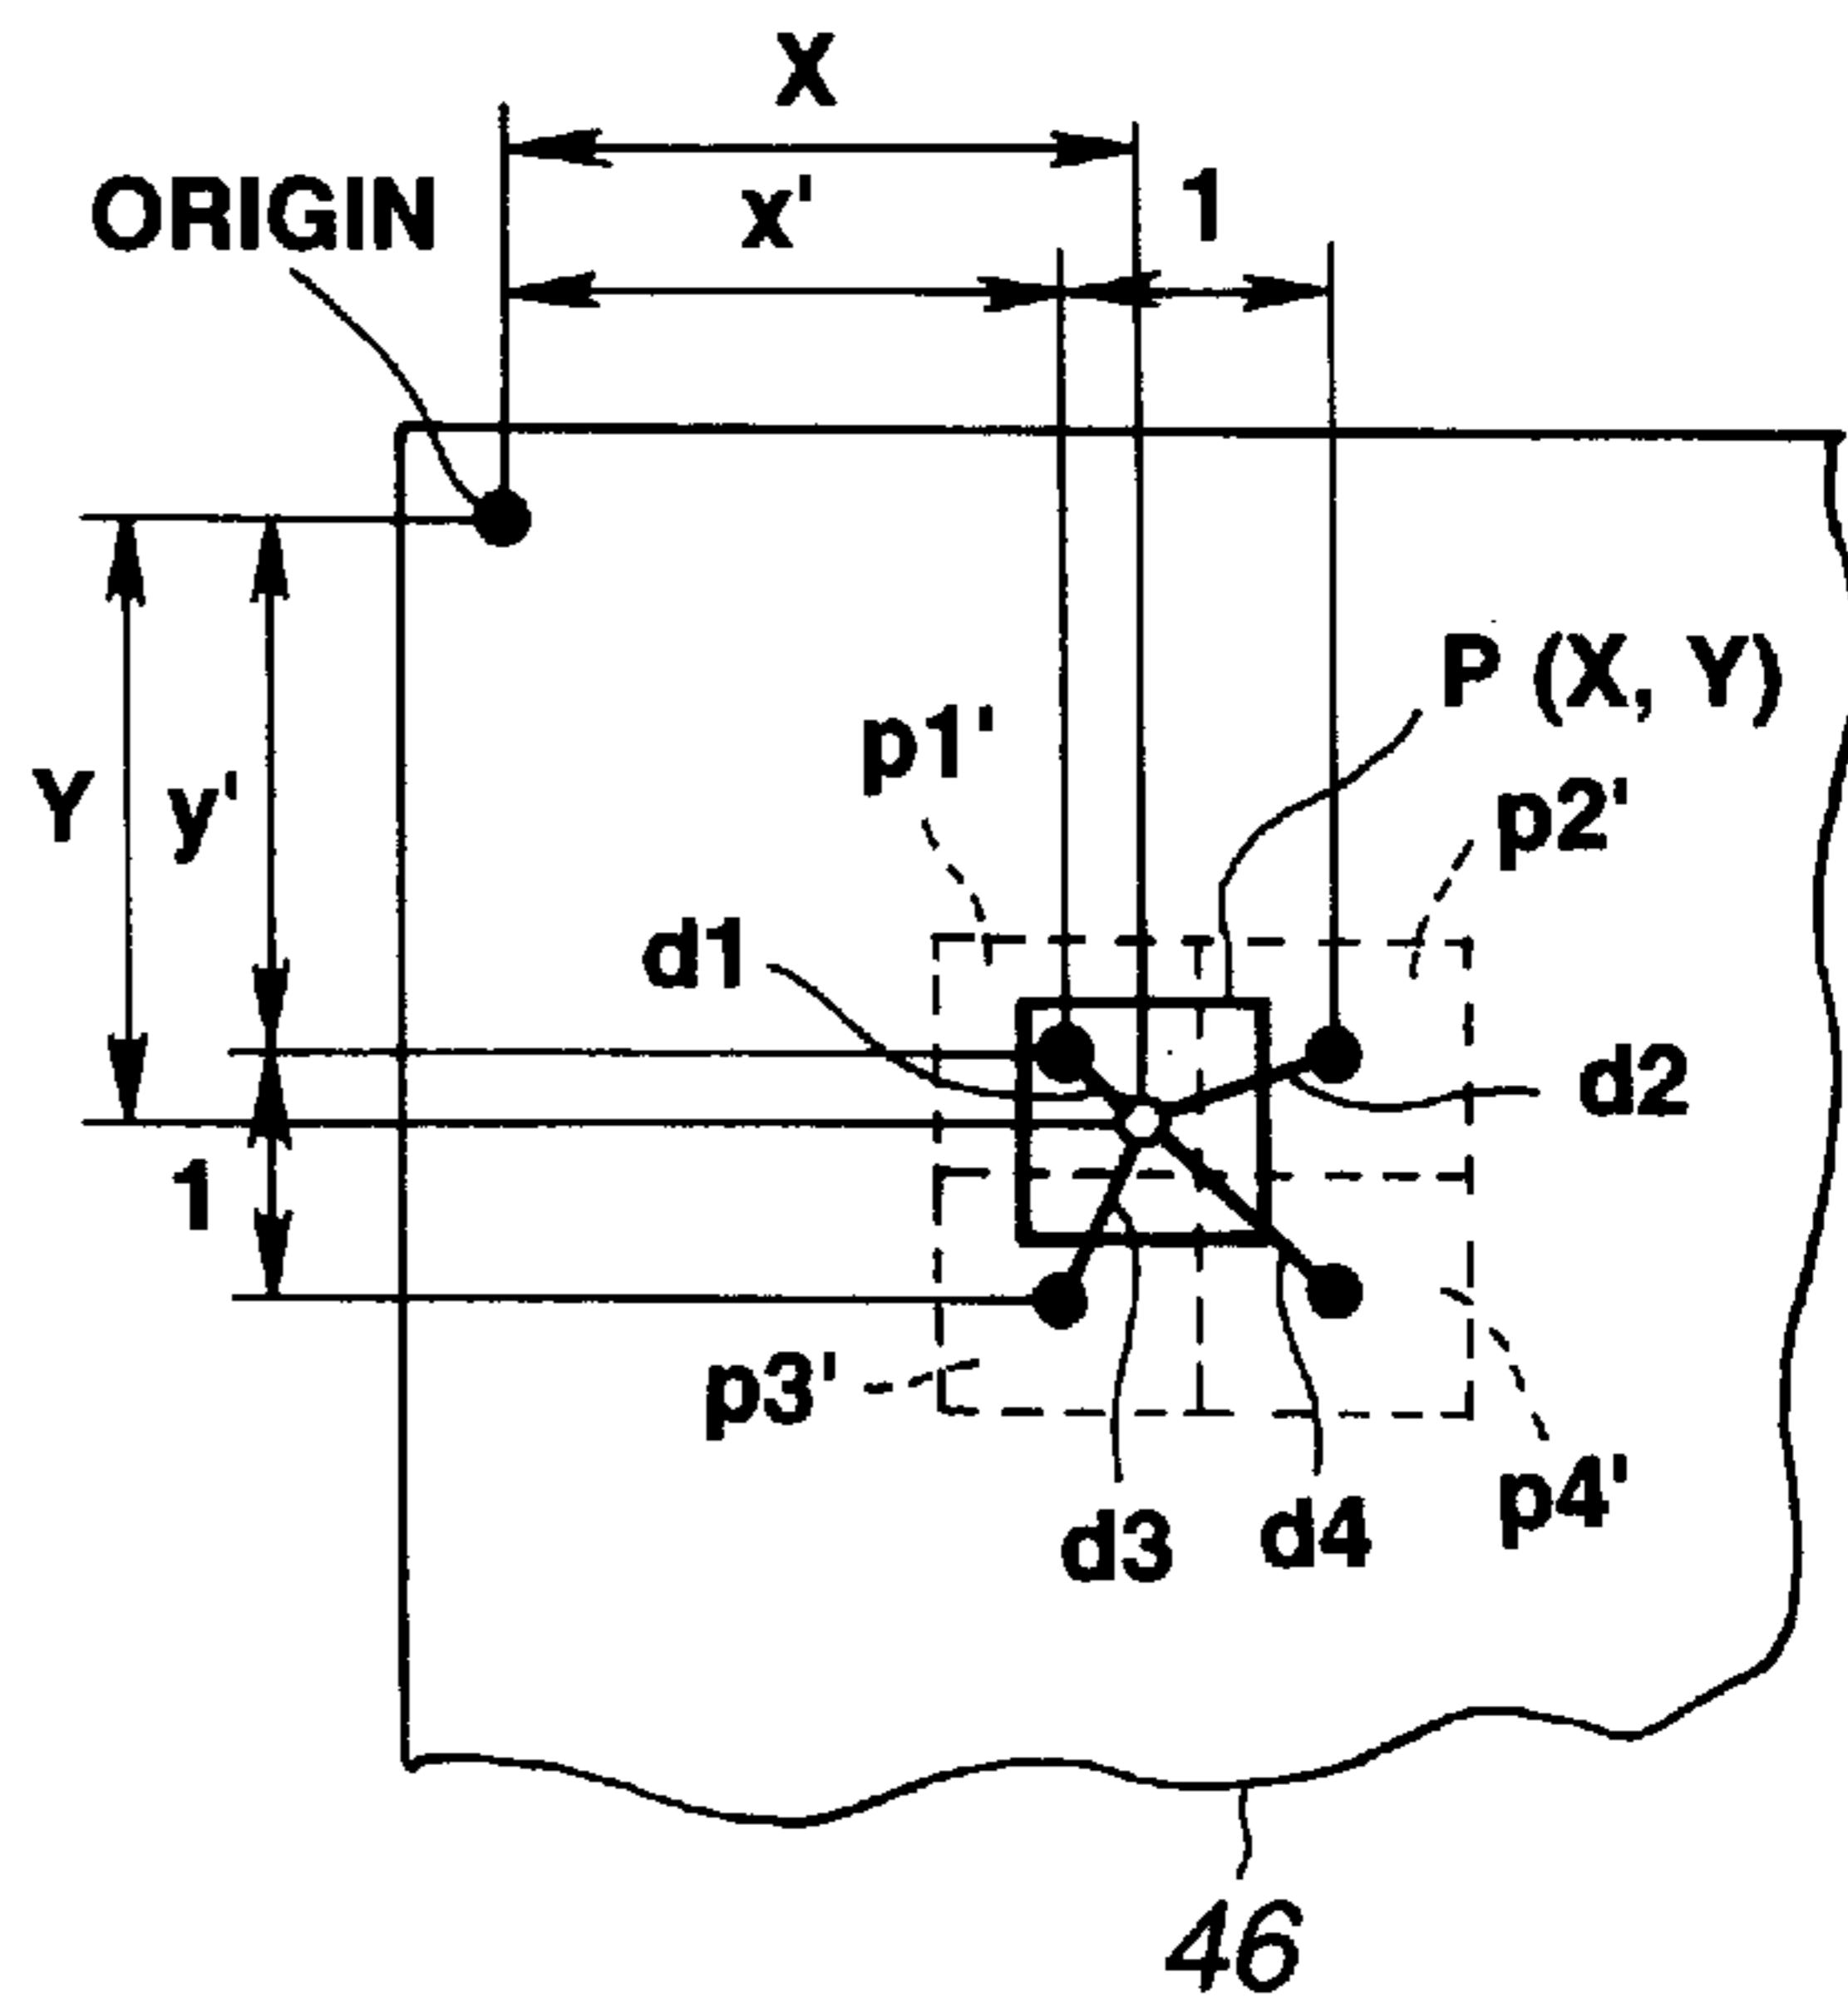 X
ORIGIN
x'
1
P (X, Y)
p1'
Y
y'
p2'
d1
d2
1
p3'
p4'
d3
d4
46